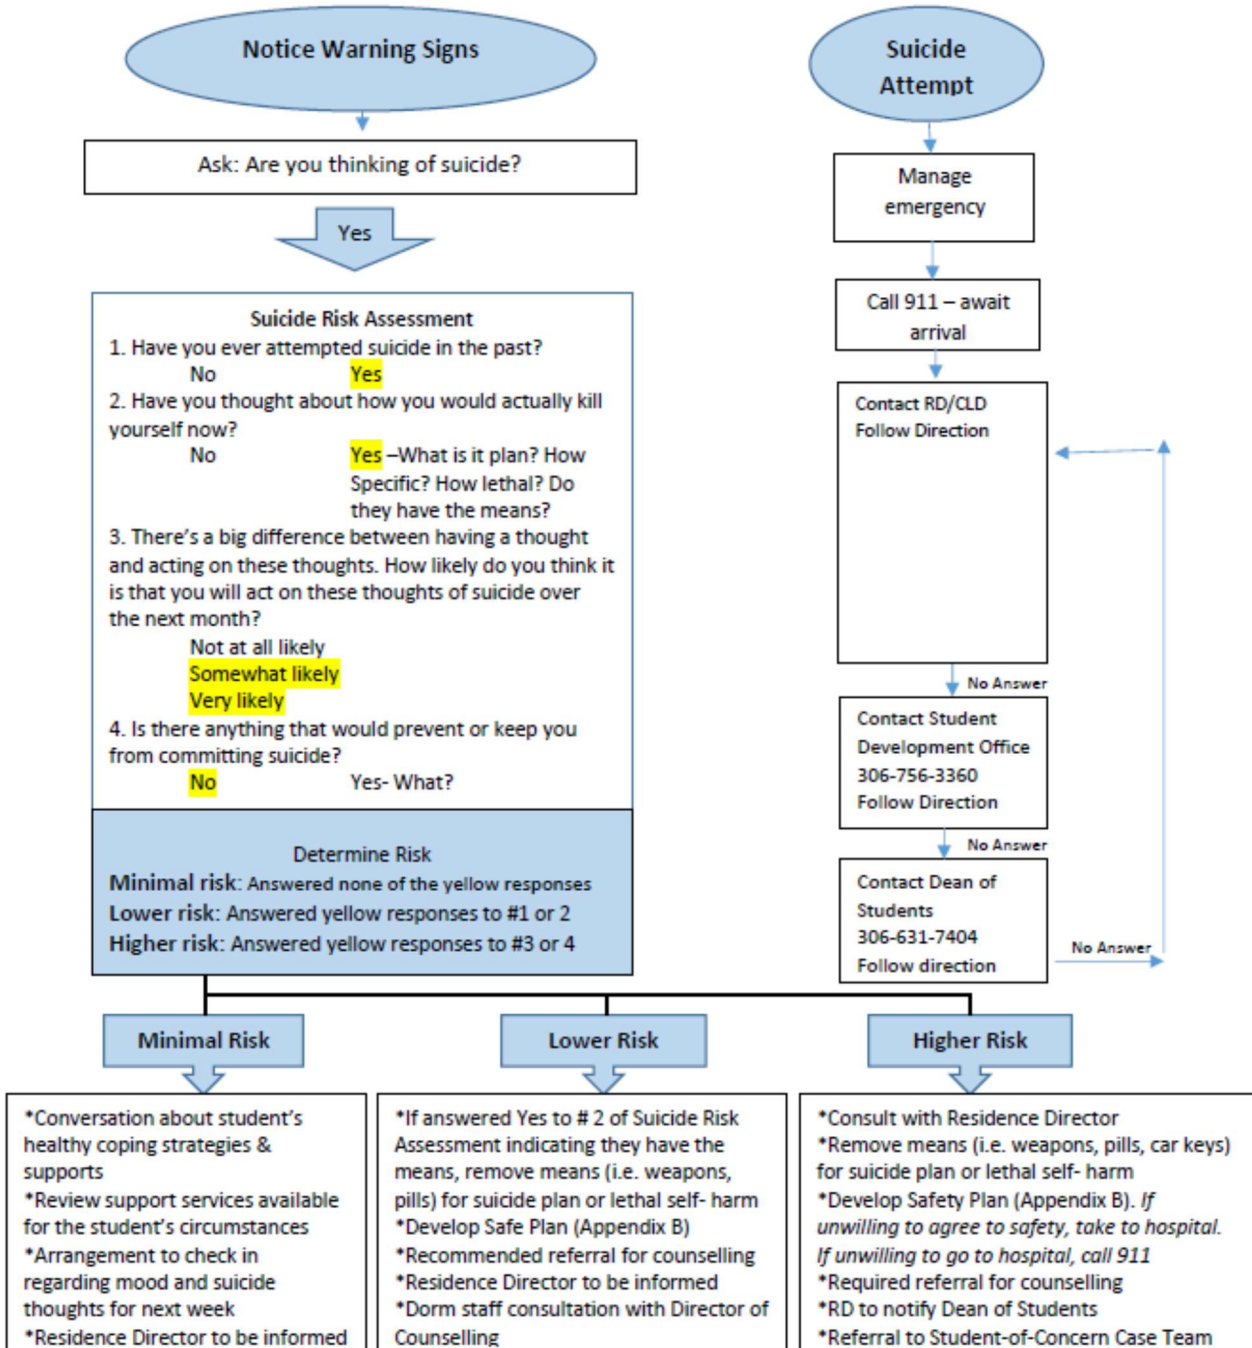 Notice Warning Signs
Ask: Are you thinking of suicide?
Yes
Suicide Risk Assessment
1. Have you ever attempted suicide in the past?
No Yes
2. Have you thought about how you would actually kill
yourself now?
No Yes –What is it plan? How
Specific? How lethal? Do
they have the means?
3. There's a big difference between having a thought
and acting on these thoughts. How likely do you think it
is that you will act on these thoughts of suicide over
the next month?
Not at all likely
Somewhat likely
Very likely
4. Is there anything that would prevent or keep you
from committing suicide?
No Yes- What?
Determine Risk
Minimal risk: Answered none of the yellow responses
Lower risk: Answered yellow responses to #1 or 2
Higher risk: Answered yellow responses to #3 or 4
Suicide
Attempt
Manage
emergency
Call 911 – await
arrival
Contact RD/CLD
Follow Direction
No Answer
Contact Student
Development Office
306-756-3360
Follow Direction
No Answer
Contact Dean of
Students
306-631-7404
Follow direction
No Answer
Minimal Risk
*Conversation about student's
healthy coping strategies &
supports
*Review support services available
for the student's circumstances
*Arrangement to check in
regarding mood and suicide
thoughts for next week
*Residence Director to be informed
Lower Risk
*If answered Yes to # 2 of Suicide Risk
Assessment indicating they have the
means, remove means (i.e. weapons,
pills) for suicide plan or lethal self- harm
*Develop Safe Plan (Appendix B)
*Recommended referral for counselling
*Residence Director to be informed
*Dorm staff consultation with Director of
Counselling
Higher Risk
*Consult with Residence Director
*Remove means (i.e. weapons, pills, car keys)
for suicide plan or lethal self- harm
*Develop Safety Plan (Appendix B). If
unwilling to agree to safety, take to hospital.
If unwilling to go to hospital, call 911
*Required referral for counselling
*RD to notify Dean of Students
*Referral to Student-of-Concern Case Team